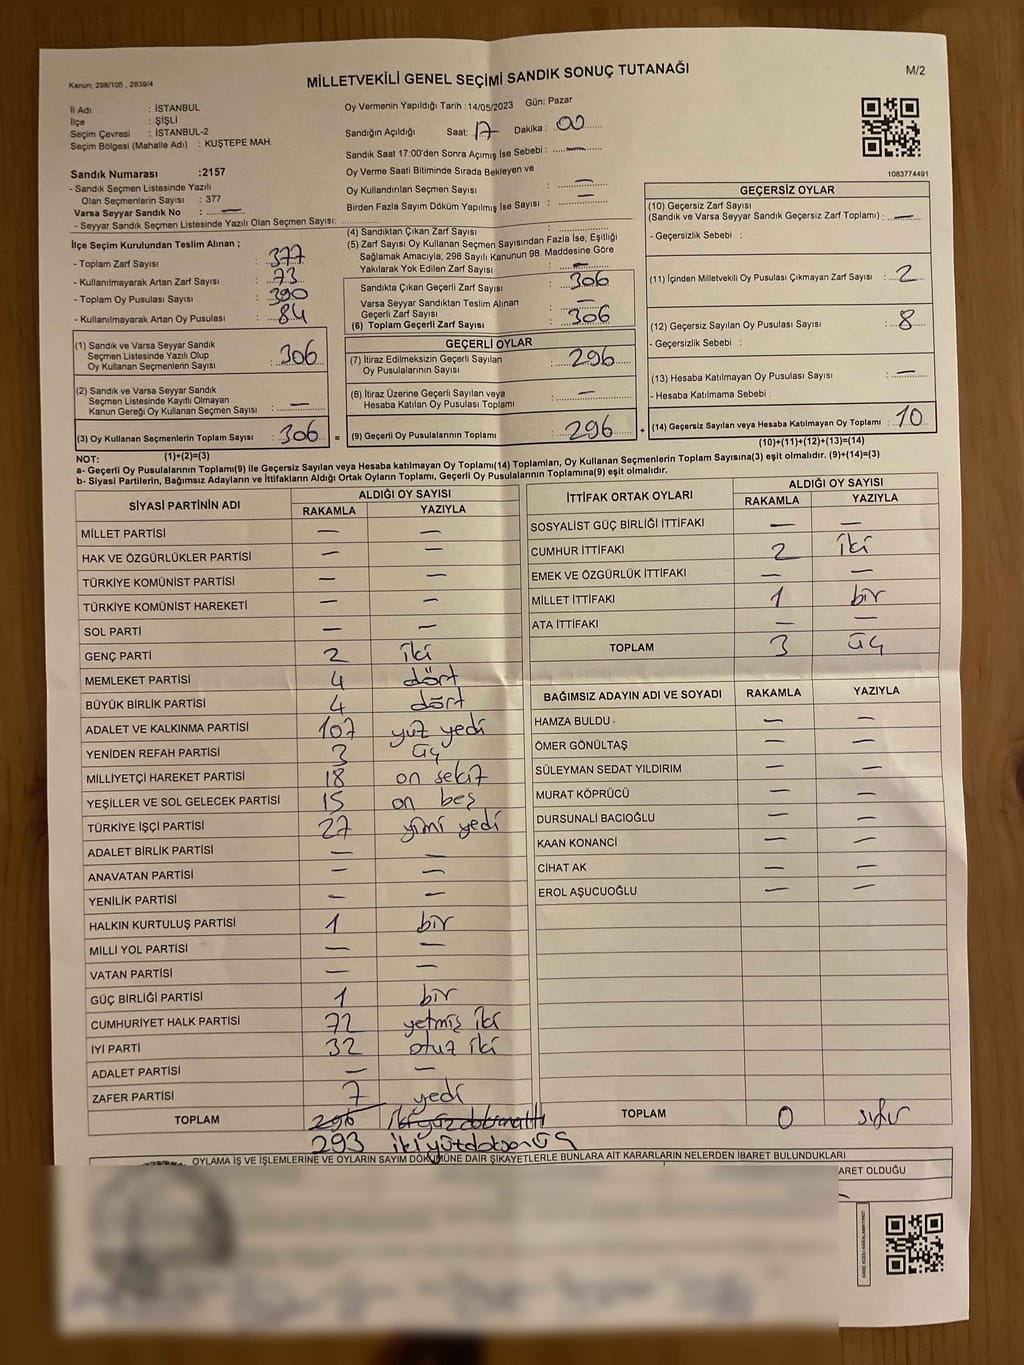 Kanun; 298/105 , 2839/4
MİLLETVEKİLİ GENEL SEÇİMİ SANDIK SONUÇ TUTANAĞI
M/2
İl Adı : İSTANBUL
İlçe : ŞİŞLİ
Seçim Çevresi : İSTANBUL-2
Seçim Bölgesi (Mahalle Adı) : KUŞTEPE MAH.
Sandık Numarası :2157
- Sandık Seçmen Listesinde Yazılı
Olan Seçmenlerin Sayısı : 377
Varsa Seyyar Sandık No : —
- Seyyar Sandık Seçmen Listesinde Yazılı Olan Seçmen Sayısı:
Oy Vermenin Yapıldığı Tarih :14/05/2023 Gün: Pazar
Sandığın Açıldığı Saat: 17 Dakika : 00
Sandık Saat 17:00'den Sonra Açımış İse Sebebi : —
Oy Verme Saati Bitiminde Sırada Bekleyen ve
Oy Kullandırılan Seçmen Sayısı : —
Birden Fazla Sayım Döküm Yapılmış İse Sayısı : —
1083774491
İlçe Seçim Kurulundan Teslim Alınan ;
- Toplam Zarf Sayısı : 377
- Kullanılmayarak Artan Zarf Sayısı : 73
- Toplam Oy Pusulası Sayısı : 390
- Kullanılmayarak Artan Oy Pusulası : 84
(4) Sandıktan Çıkan Zarf Sayısı :
(5) Zarf Sayısı Oy Kullanan Seçmen Sayısından Fazla İse, Eşitliği
Sağlamak Amacıyla, 298 Sayılı Kanunun 98. Maddesine Göre
Yakılarak Yok Edilen Zarf Sayısı : —
Sandıkta Çıkan Geçerli Zarf Sayısı : 306
Varsa Seyyar Sandıktan Teslim Alınan
Geçerli Zarf Sayısı : —
(6) Toplam Geçerli Zarf Sayısı : 306
GEÇERSİZ OYLAR
(10) Geçersiz Zarf Sayısı
(Sandık ve Varsa Seyyar Sandık Geçersiz Zarf Toplamı) : —
- Geçersizlik Sebebi :
(11) İçinden Milletvekili Oy Pusulası Çıkmayan Zarf Sayısı : 2
(12) Geçersiz Sayılan Oy Pusulası Sayısı : 8
- Geçersizlik Sebebi :
(13) Hesaba Katılmayan Oy Pusulası Sayısı : —
- Hesaba Katılmama Sebebi :
(14) Geçersiz Sayılan veya Hesaba Katılmayan Oy Toplamı : 10
(10)+(11)+(12)+(13)=(14)
(1) Sandık ve Varsa Seyyar Sandık
Seçmen Listesinde Yazılı Olup
Oy Kullanan Seçmenlerin Sayısı : 306
(2) Sandık ve Varsa Seyyar Sandık
Seçmen Listesinde Kayıtlı Olmayan
Kanun Gereği Oy Kullanan Seçmen Sayısı : —
(3) Oy Kullanan Seçmenlerin Toplam Sayısı : 306 =
(1)+(2)=(3)
GEÇERLİ OYLAR
(7) İtiraz Edilmeksizin Geçerli Sayılan
Oy Pusulalarının Sayısı : 296
(8) İtiraz Üzerine Geçerli Sayılan veya
Hesaba Katılan Oy Pusulası Toplamı : —
(9) Geçerli Oy Pusulalarının Toplamı : 296 +
NOT:
a- Geçerli Oy Pusulalarının Toplamı(9) ile Geçersiz Sayılan veya Hesaba katılmayan Oy Toplamı(14) Toplamları, Oy Kullanan Seçmenlerin Toplam Sayısına(3) eşit olmalıdır. (9)+(14)=(3)
b- Siyasi Partilerin, Bağımsız Adayların ve İttifakların Aldığı Ortak Oyların Toplamı, Geçerli Oy Pusulalarının Toplamına(9) eşit olmalıdır.
SİYASİ PARTİNİN ADI ALDIĞI OY SAYISI
RAKAMLA YAZIYLA
MİLLET PARTİSİ — —
HAK VE ÖZGÜRLÜKLER PARTİSİ — —
TÜRKİYE KOMÜNİST PARTİSİ — —
TÜRKİYE KOMÜNİST HAREKETİ — —
SOL PARTİ — —
GENÇ PARTİ 2 iki
MEMLEKET PARTİSİ 4 dört
BÜYÜK BİRLİK PARTİSİ 4 dört
ADALET VE KALKINMA PARTİSİ 107 yüz yedi
YENİDEN REFAH PARTİSİ 3 üç
MİLLİYETÇİ HAREKET PARTİSİ 18 on sekiz
YEŞİLLER VE SOL GELECEK PARTİSİ 15 on beş
TÜRKİYE İŞÇİ PARTİSİ 27 yimi yedi
ADALET BİRLİK PARTİSİ — —
ANAVATAN PARTİSİ — —
YENİLİK PARTİSİ — —
HALKIN KURTULUŞ PARTİSİ 1 bir
MİLLİ YOL PARTİSİ — —
VATAN PARTİSİ — —
GÜÇ BİRLİĞİ PARTİSİ 1 bir
CUMHURİYET HALK PARTİSİ 72 yetmiş iki
İYİ PARTİ 32 otuz iki
ADALET PARTİSİ — —
ZAFER PARTİSİ 7 yedi
TOPLAM 296 ikiyüzdoksanaltı
293 ikiyüzdoksanüç
İTTİFAK ORTAK OYLARI ALDIĞI OY SAYISI
RAKAMLA YAZIYLA
SOSYALİST GÜÇ BİRLİĞİ İTTİFAKI — —
CUMHUR İTTİFAKI 2 iki
EMEK VE ÖZGÜRLÜK İTTİFAKI — —
MİLLET İTTİFAKI 1 bir
ATA İTTİFAKI — —
TOPLAM 3 üç
BAĞIMSIZ ADAYIN ADI VE SOYADI RAKAMLA YAZIYLA
HAMZA BULDU — —
ÖMER GÖNÜLTAŞ — —
SÜLEYMAN SEDAT YILDIRIM — —
MURAT KÖPRÜCÜ — —
DURSUNALİ BACIOĞLU — —
KAAN KONANCİ — —
CİHAT AK — —
EROL AŞUCUOĞLU — —
TOPLAM 0 sıfır
OYLAMA İŞ VE İŞLEMLERİNE VE OYLARIN SAYIM DÖKÜMÜNE DAİR ŞİKAYETLERLE BUNLARA AİT KARARLARIN NELERDEN İBARET BULUNDUKLARI
ARET OLDUĞU